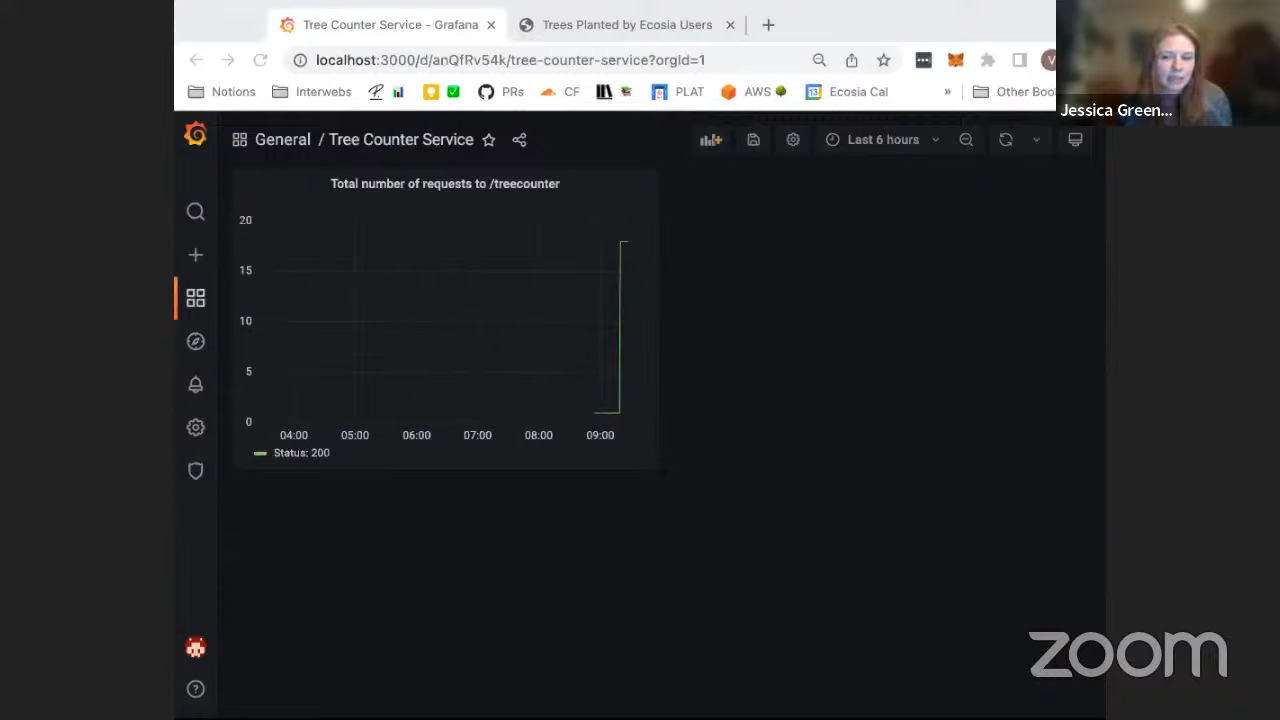 Tree Counter Service - Grafana
Trees Planted by Ecosia Users
localhost:3000/d/anQfRv54k/tree-counter-service?orgId=1
Notions
Interwebs
PRs
CF
PLAT
AWS
13
Ecosia Cal
»
Other Boo
Jessica Green...
General / Tree Counter Service
Last 6 hours
Total number of requests to /treecounter
20
15
10
5
0
04:00
05:00
06:00
07:00
08:00
09:00
Status: 200
zoom